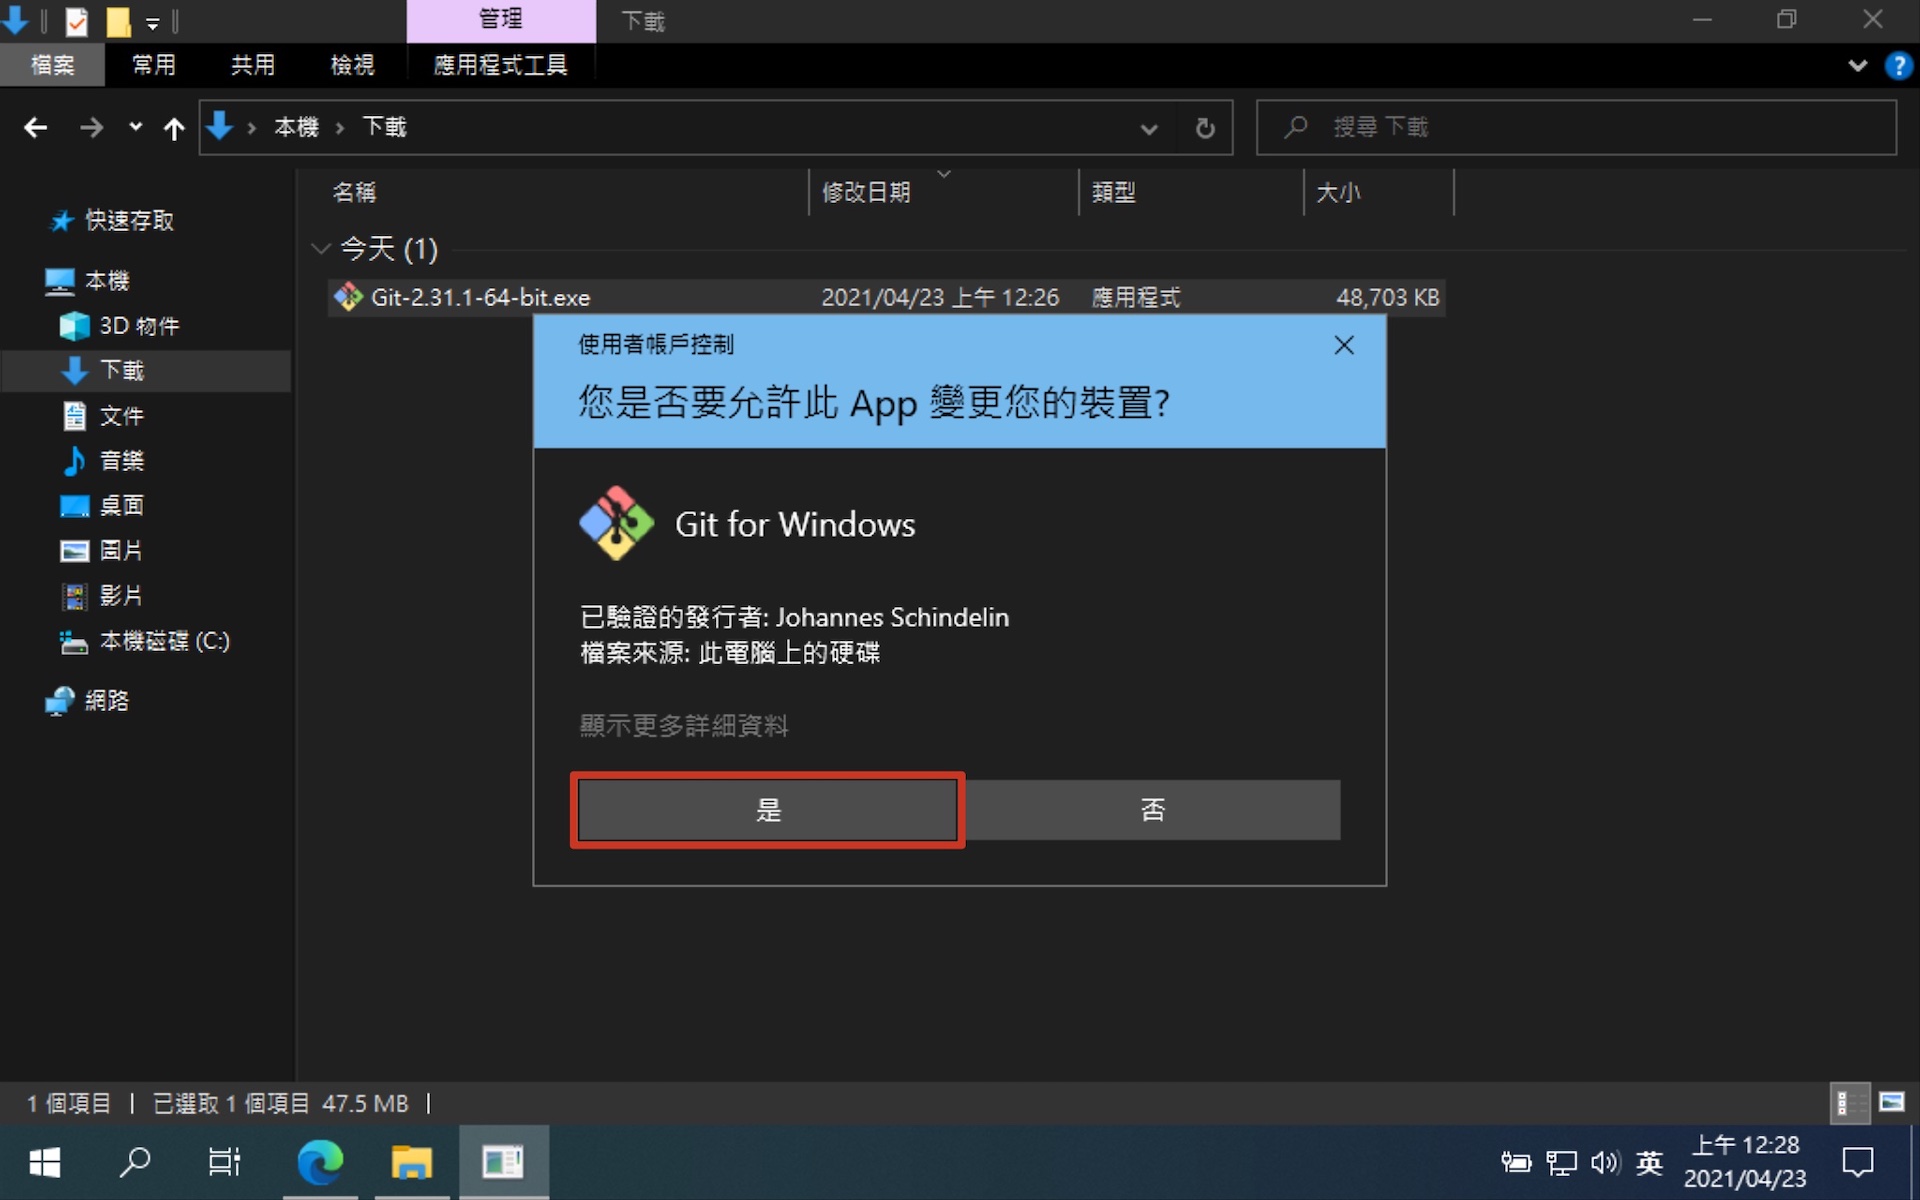 管理
下載
檔案
常用
共用
檢視
應用程式工具
?
本機
下載
搜尋 下載
名稱
修改日期
類型
大小
快速存取
本機
3D 物件
下載
文件
音樂
桌面
圖片
影片
本機磁碟 (C:)
網路
今天 (1)
Git-2.31.1-64-bit.exe
2021/04/23 上午 12:26
應用程式
48,703 KB
使用者帳戶控制
您是否要允許此 App 變更您的裝置?
Git for Windows
已驗證的發行者: Johannes Schindelin
檔案來源: 此電腦上的硬碟
顯示更多詳細資料
是
否
1 個項目
已選取 1 個項目 47.5 MB
英
上午 12:28
2021/04/23